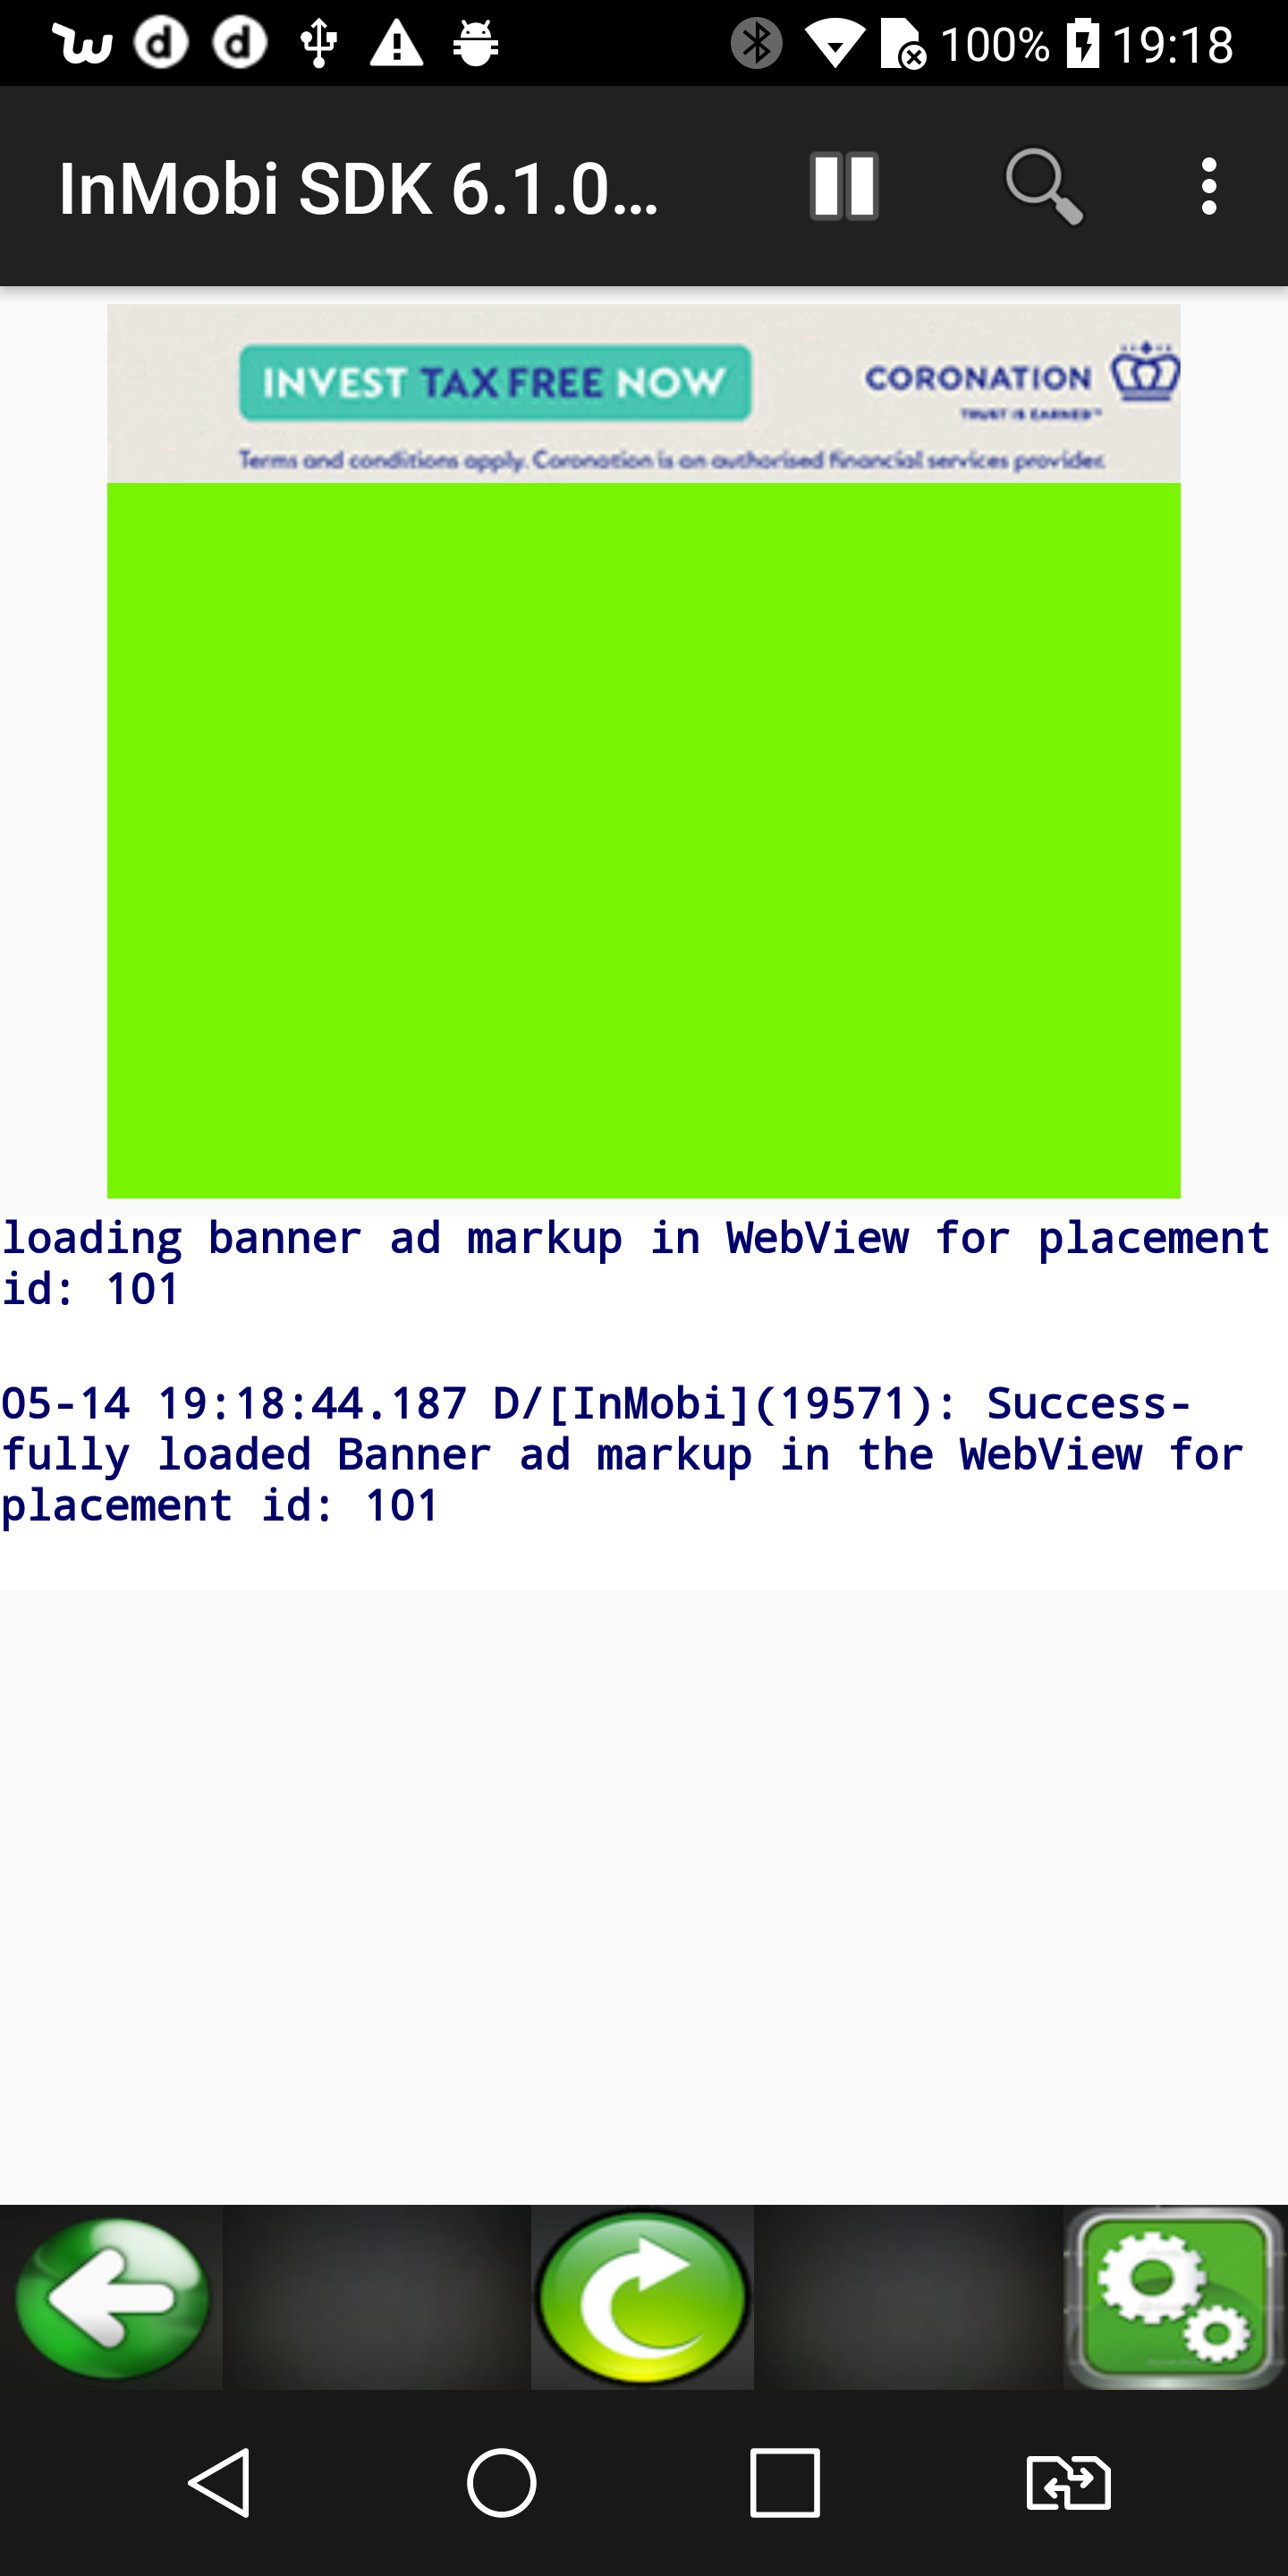 100% 19:18
InMobi SDK 6.1.0...
INVEST TAX FREE NOW
CORONATION
TRUST IS EARNED™
Terms and conditions apply. Coronation is an authorised financial services provider.
loading banner ad markup in WebView for placement
id: 101
05-14 19:18:44.187 D/[InMobi](19571): Success-
fully loaded Banner ad markup in the WebView for
placement id: 101